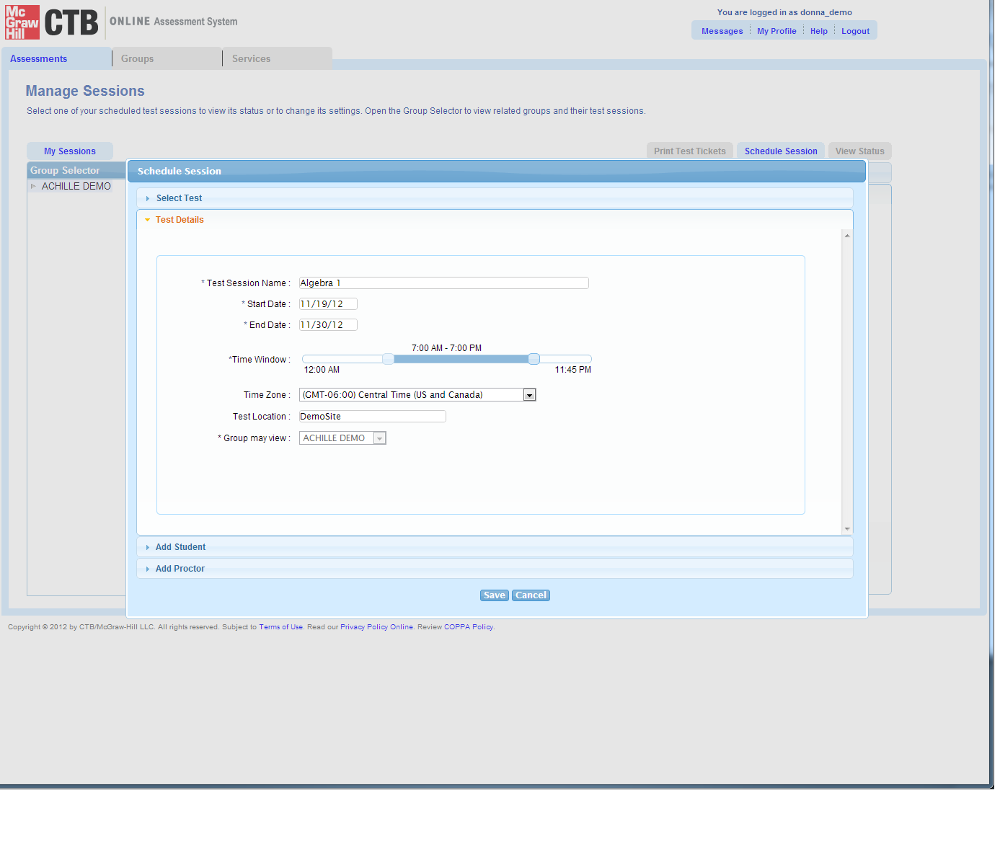 Mc
Graw
Hill
CTB
ONLINE Assessment System
You are logged in as donna_demo
Messages My Profile Help Logout
Assessments Groups Services
Manage Sessions
Select one of your scheduled test sessions to view its status or to change its settings. Open the Group Selector to view related groups and their test sessions.
My Sessions Print Test Tickets Schedule Session View Status
Group Selector
ACHILLE DEMO
Schedule Session
Select Test
Test Details
* Test Session Name : Algebra 1
* Start Date : 11/19/12
* End Date : 11/30/12
7:00 AM - 7:00 PM
*Time Window :
12:00 AM 11:45 PM
Time Zone : (GMT-06:00) Central Time (US and Canada)
Test Location : DemoSite
* Group may view : ACHILLE DEMO
Add Student
Add Proctor
Save Cancel
Copyright © 2012 by CTB/McGraw-Hill LLC. All rights reserved. Subject to Terms of Use. Read our Privacy Policy Online. Review COPPA Policy.